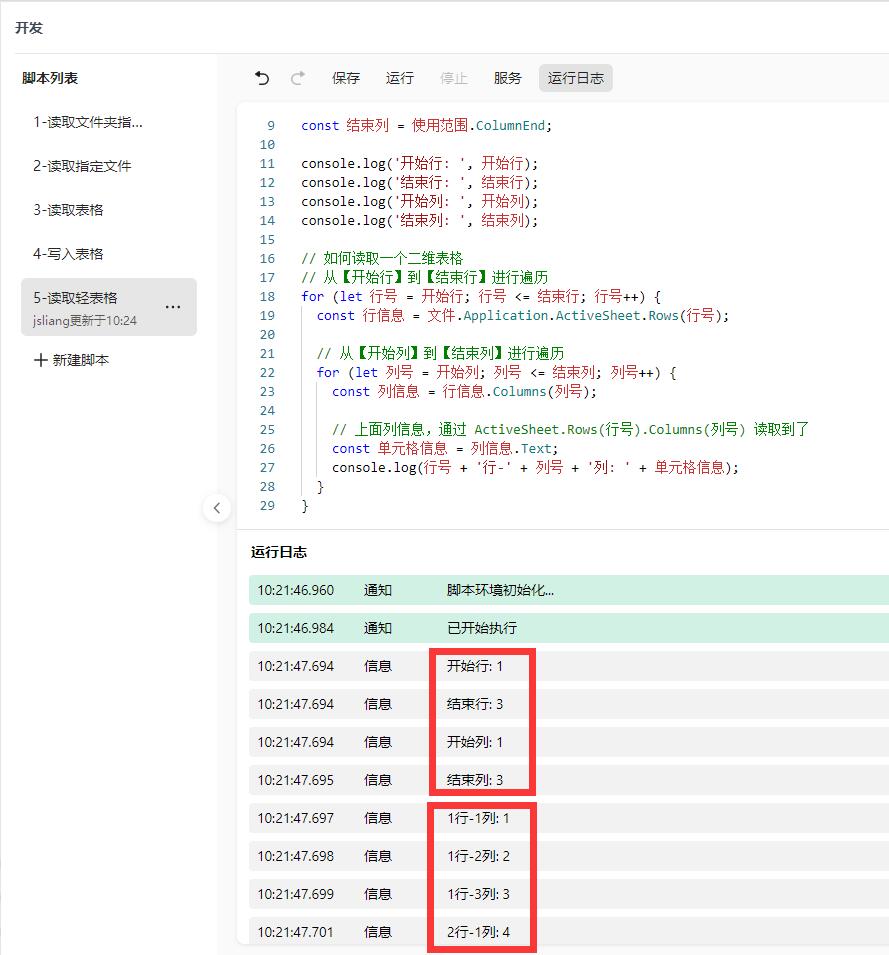 开发
脚本列表
1-读取文件夹指...
2-读取指定文件
3-读取表格
4-写入表格
5-读取轻表格
jsliang更新于10:24
新建脚本
保存 运行 停止 服务 运行日志
9 const 结束列 = 使用范围.ColumnEnd;
10
11 console.log('开始行: ', 开始行);
12 console.log('结束行: ', 结束行);
13 console.log('开始列: ', 开始列);
14 console.log('结束列: ', 结束列);
15
16 // 如何读取一个二维表格
17 // 从【开始行】到【结束行】进行遍历
18 for (let 行号 = 开始行; 行号 <= 结束行; 行号++) {
19 const 行信息 = 文件.Application.ActiveSheet.Rows(行号);
20
21 // 从【开始列】到【结束列】进行遍历
22 for (let 列号 = 开始列; 列号 <= 结束列; 列号++) {
23 const 列信息 = 行信息.Columns(列号);
24
25 // 上面列信息，通过 ActiveSheet.Rows(行号).Columns(列号) 读取到了
26 const 单元格信息 = 列信息.Text;
27 console.log(行号 + '行-' + 列号 + '列: ' + 单元格信息);
28 }
29 }
运行日志
10:21:46.960 通知 脚本环境初始化...
10:21:46.984 通知 已开始执行
10:21:47.694 信息 开始行: 1
10:21:47.694 信息 结束行: 3
10:21:47.694 信息 开始列: 1
10:21:47.695 信息 结束列: 3
10:21:47.697 信息 1行-1列: 1
10:21:47.698 信息 1行-2列: 2
10:21:47.699 信息 1行-3列: 3
10:21:47.701 信息 2行-1列: 4